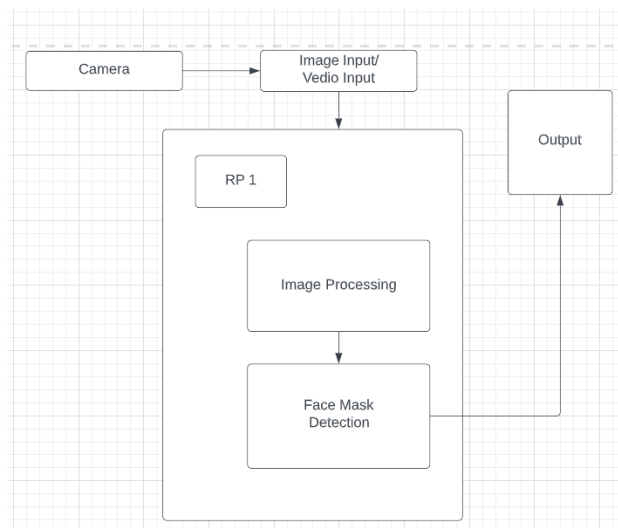 Camera
Image Input/
Vedio Input
Output
RP 1
Image Processing
Face Mask
Detection